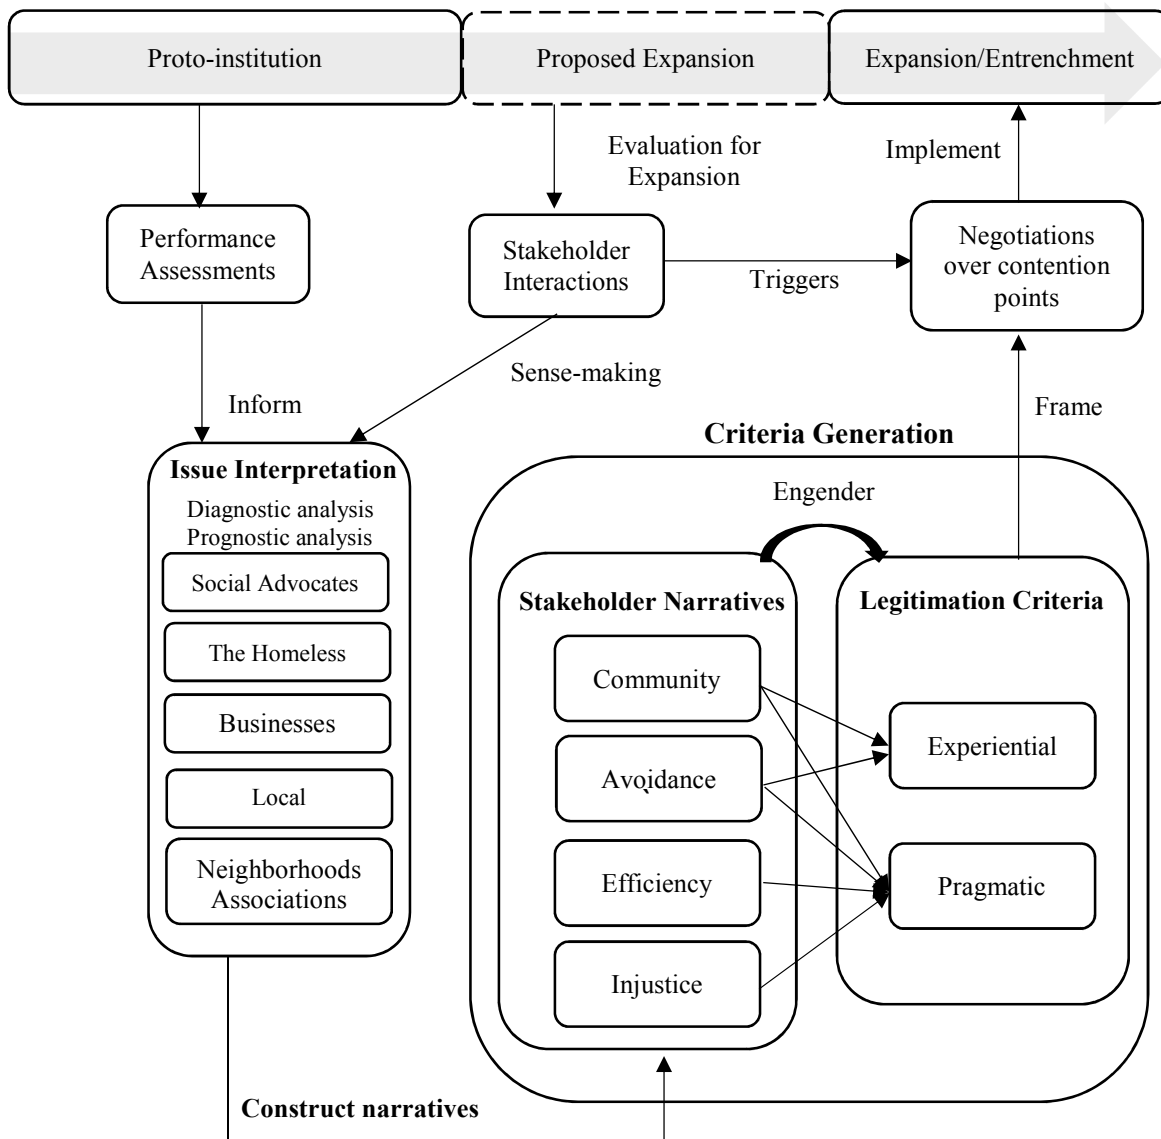 Proto-institution
Proposed Expansion
Expansion/Entrenchment
Evaluation for
Expansion
Implement
Performance
Assessments
Stakeholder
Interactions
Triggers
Negotiations
over contention
points
Inform
Sense-making
Frame
Criteria Generation
Issue Interpretation
Diagnostic analysis
Prognostic analysis
Social Advocates
The Homeless
Businesses
Local
Neighborhoods
Associations
Engender
Stakeholder Narratives
Community
Avoidance
Efficiency
Injustice
Legitimation Criteria
Experiential
Pragmatic
Construct narratives